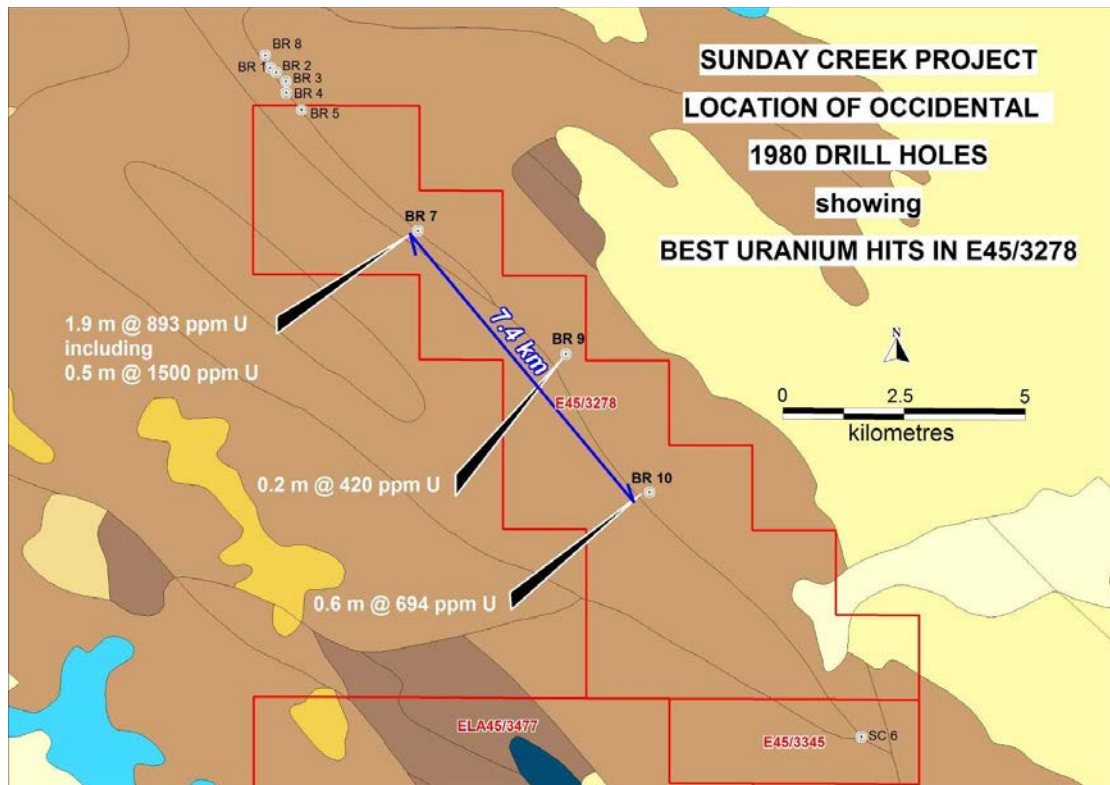 SUNDAY CREEK PROJECT
LOCATION OF OCCIDENTAL
1980 DRILL HOLES
showing
BEST URANIUM HITS IN E45/3278
BR 8
BR 1
BR 2
BR 3
BR 4
BR 5
BR 7
1.9 m @ 893 ppm U
including
0.5 m @ 1500 ppm U
7.4 km
BR 9
E45/3278
N
0 2.5 5
kilometres
0.2 m @ 420 ppm U
BR 10
0.6 m @ 694 ppm U
ELA45/3477
E45/3345
SC 6